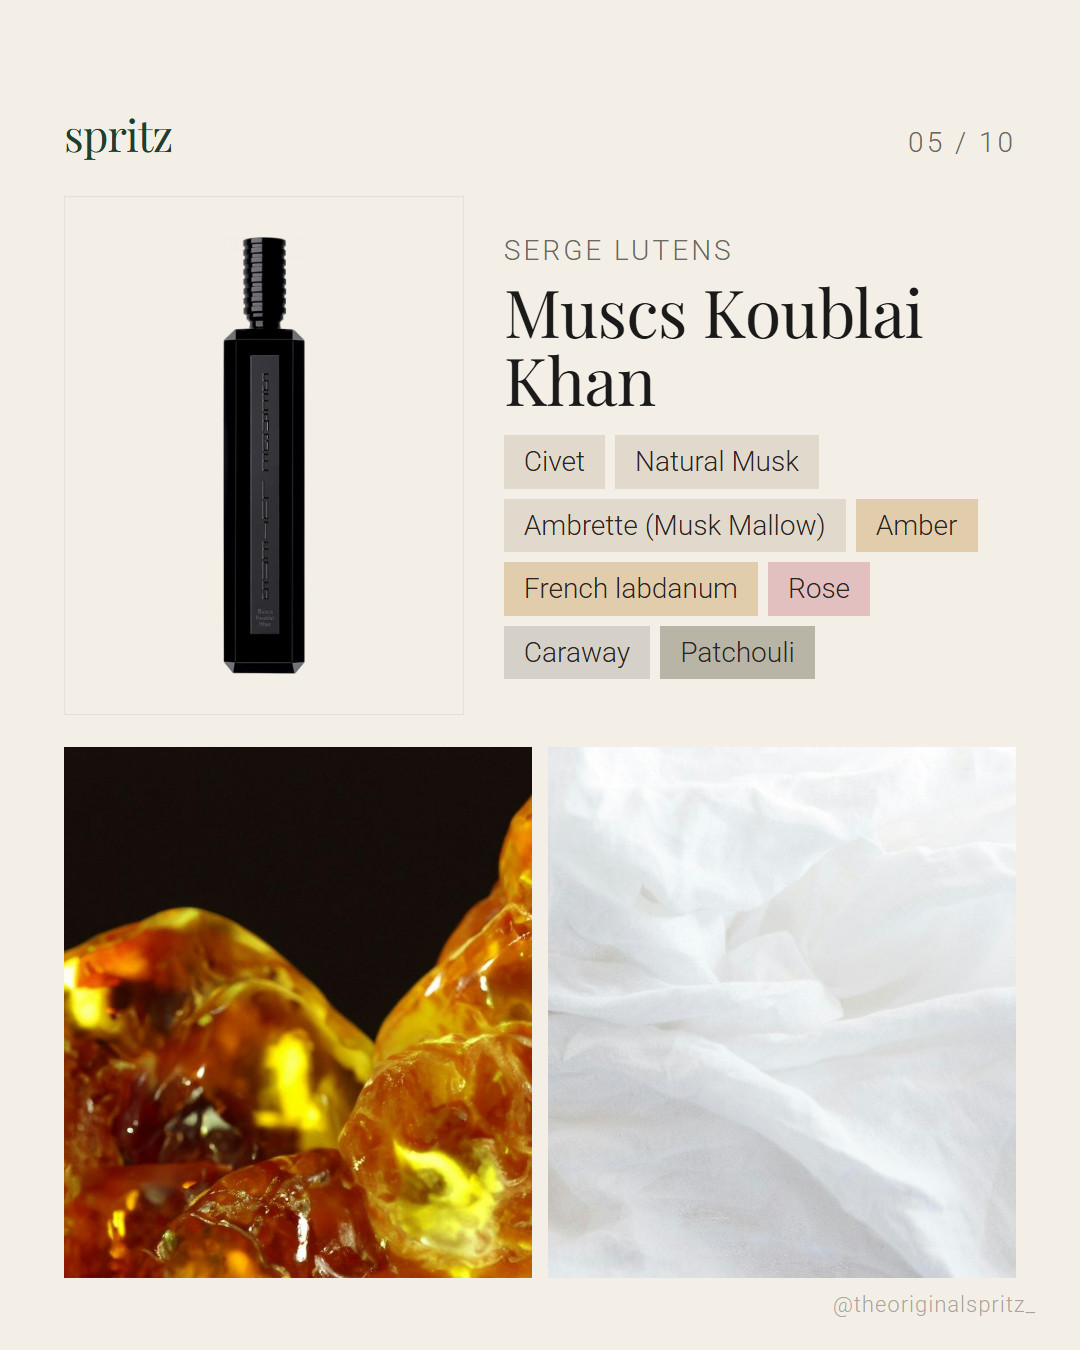 spritz
05 / 10
SERGE LUTENS
Muscs Koublai
Khan
Civet
Natural Musk
Ambrette (Musk Mallow)
Amber
French labdanum
Rose
Caraway
Patchouli
@theoriginalspritz_